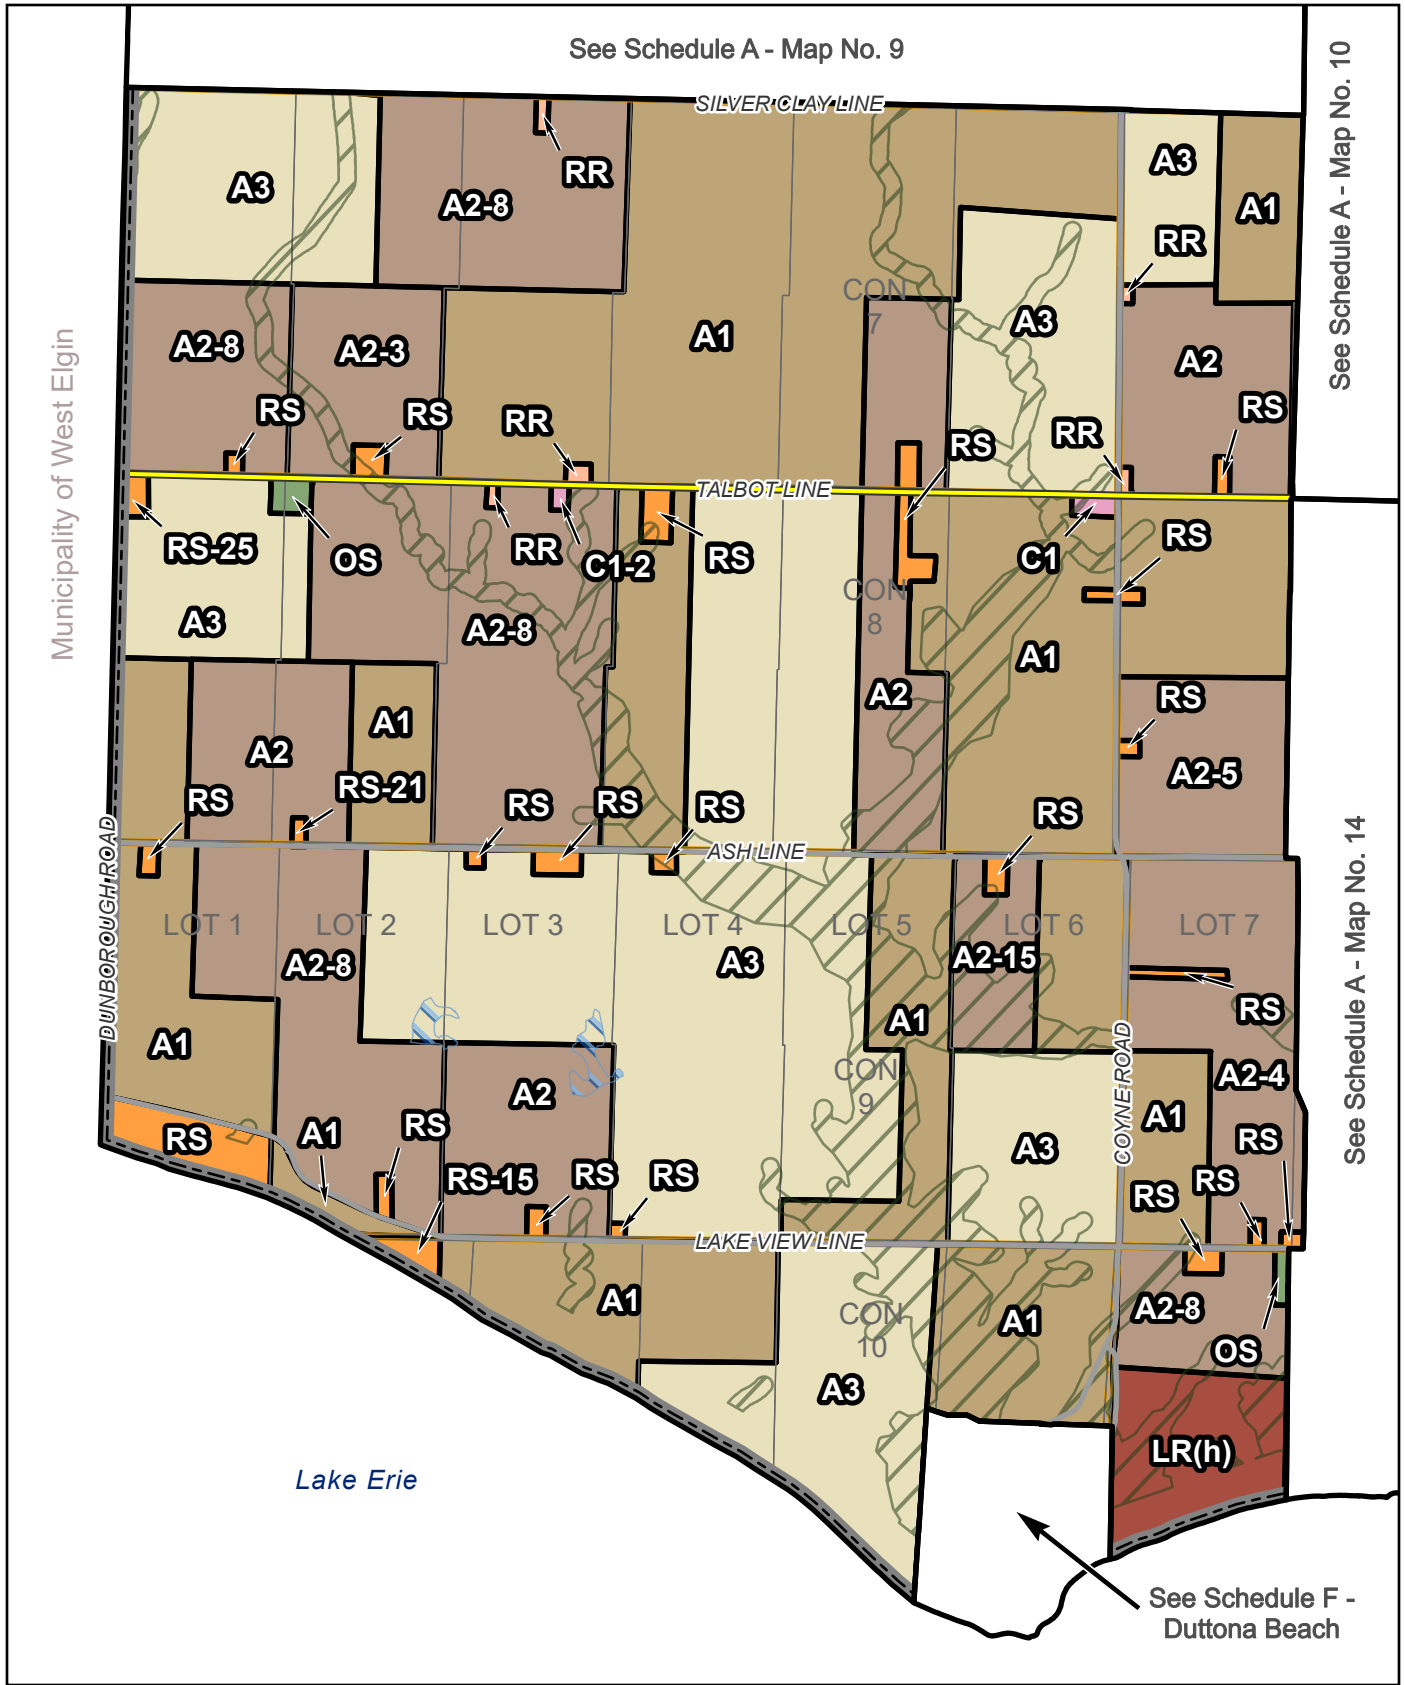 See Schedule A - Map No. 9
See Schedule A - Map No. 10
SILVER CLAY LINE
A3
RR
A2-8
A3
A1
RR
CON
7
A3
A1
A2-8
A2-3
A2
Municipality of West Elgin
RS
RS
RR
RS
RR
RS
TALBOT LINE
RS-25
OS
RR
C1-2
RS
C1
RS
CON
8
A3
A2-8
A1
A2
RS
A1
A2
A2-5
RS-21
RS
RS
RS
RS
RS
ASH LINE
DUNBOROUGH ROAD
LOT 1
LOT 2
LOT 3
LOT 4
LOT 5
LOT 6
LOT 7
A2-8
A3
A2-15
See Schedule A - Map No. 14
RS
A1
A1
CON
9
COYNE ROAD
A2-4
A2
A1
RS
A1
RS
RS
A3
RS-15
RS
RS
RS
RS
LAKE VIEW LINE
A1
CON
10
A1
A2-8
OS
A3
LR(h)
Lake Erie
See Schedule F -
Duttona Beach